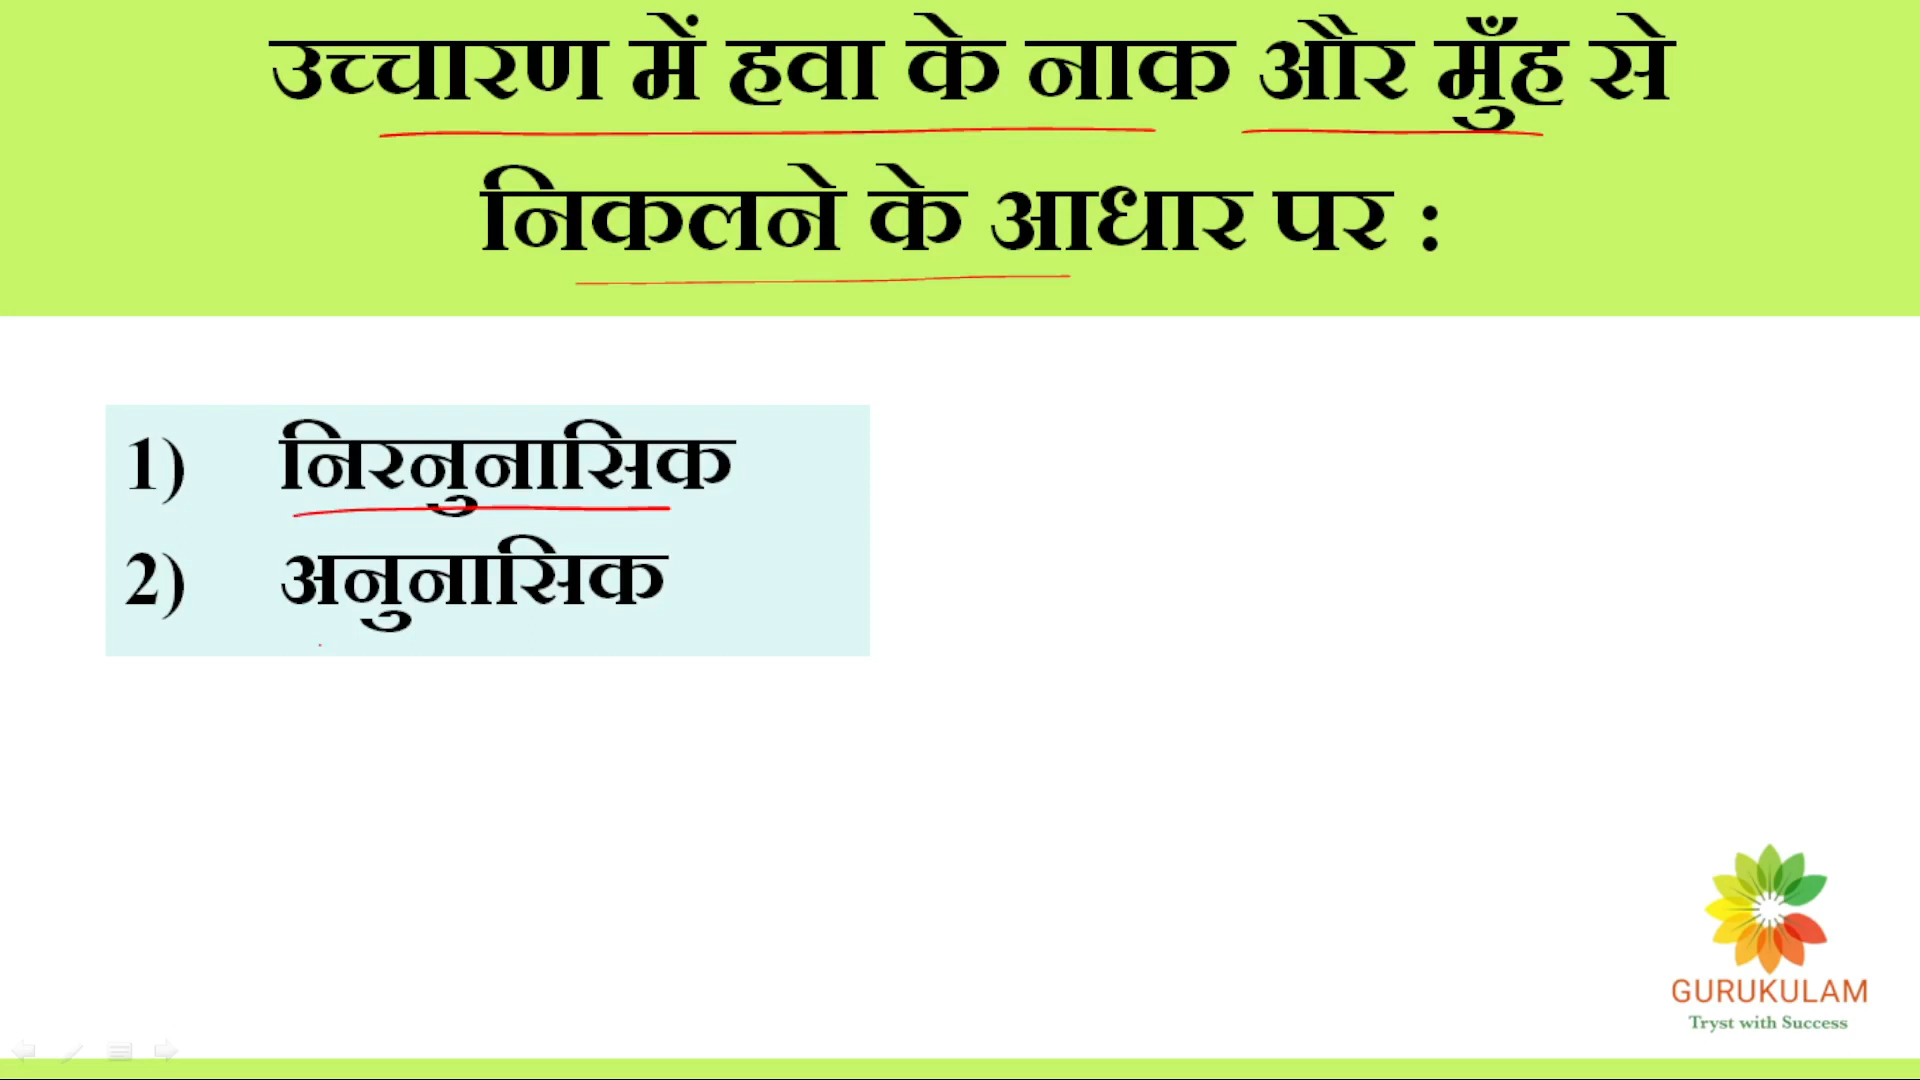 उच्चारण में हवा के नाक और मुँह से
निकलने के आधार पर :
1) निरनुनासिक
2) अनुनासिक
GURUKULAM
Tryst with Success